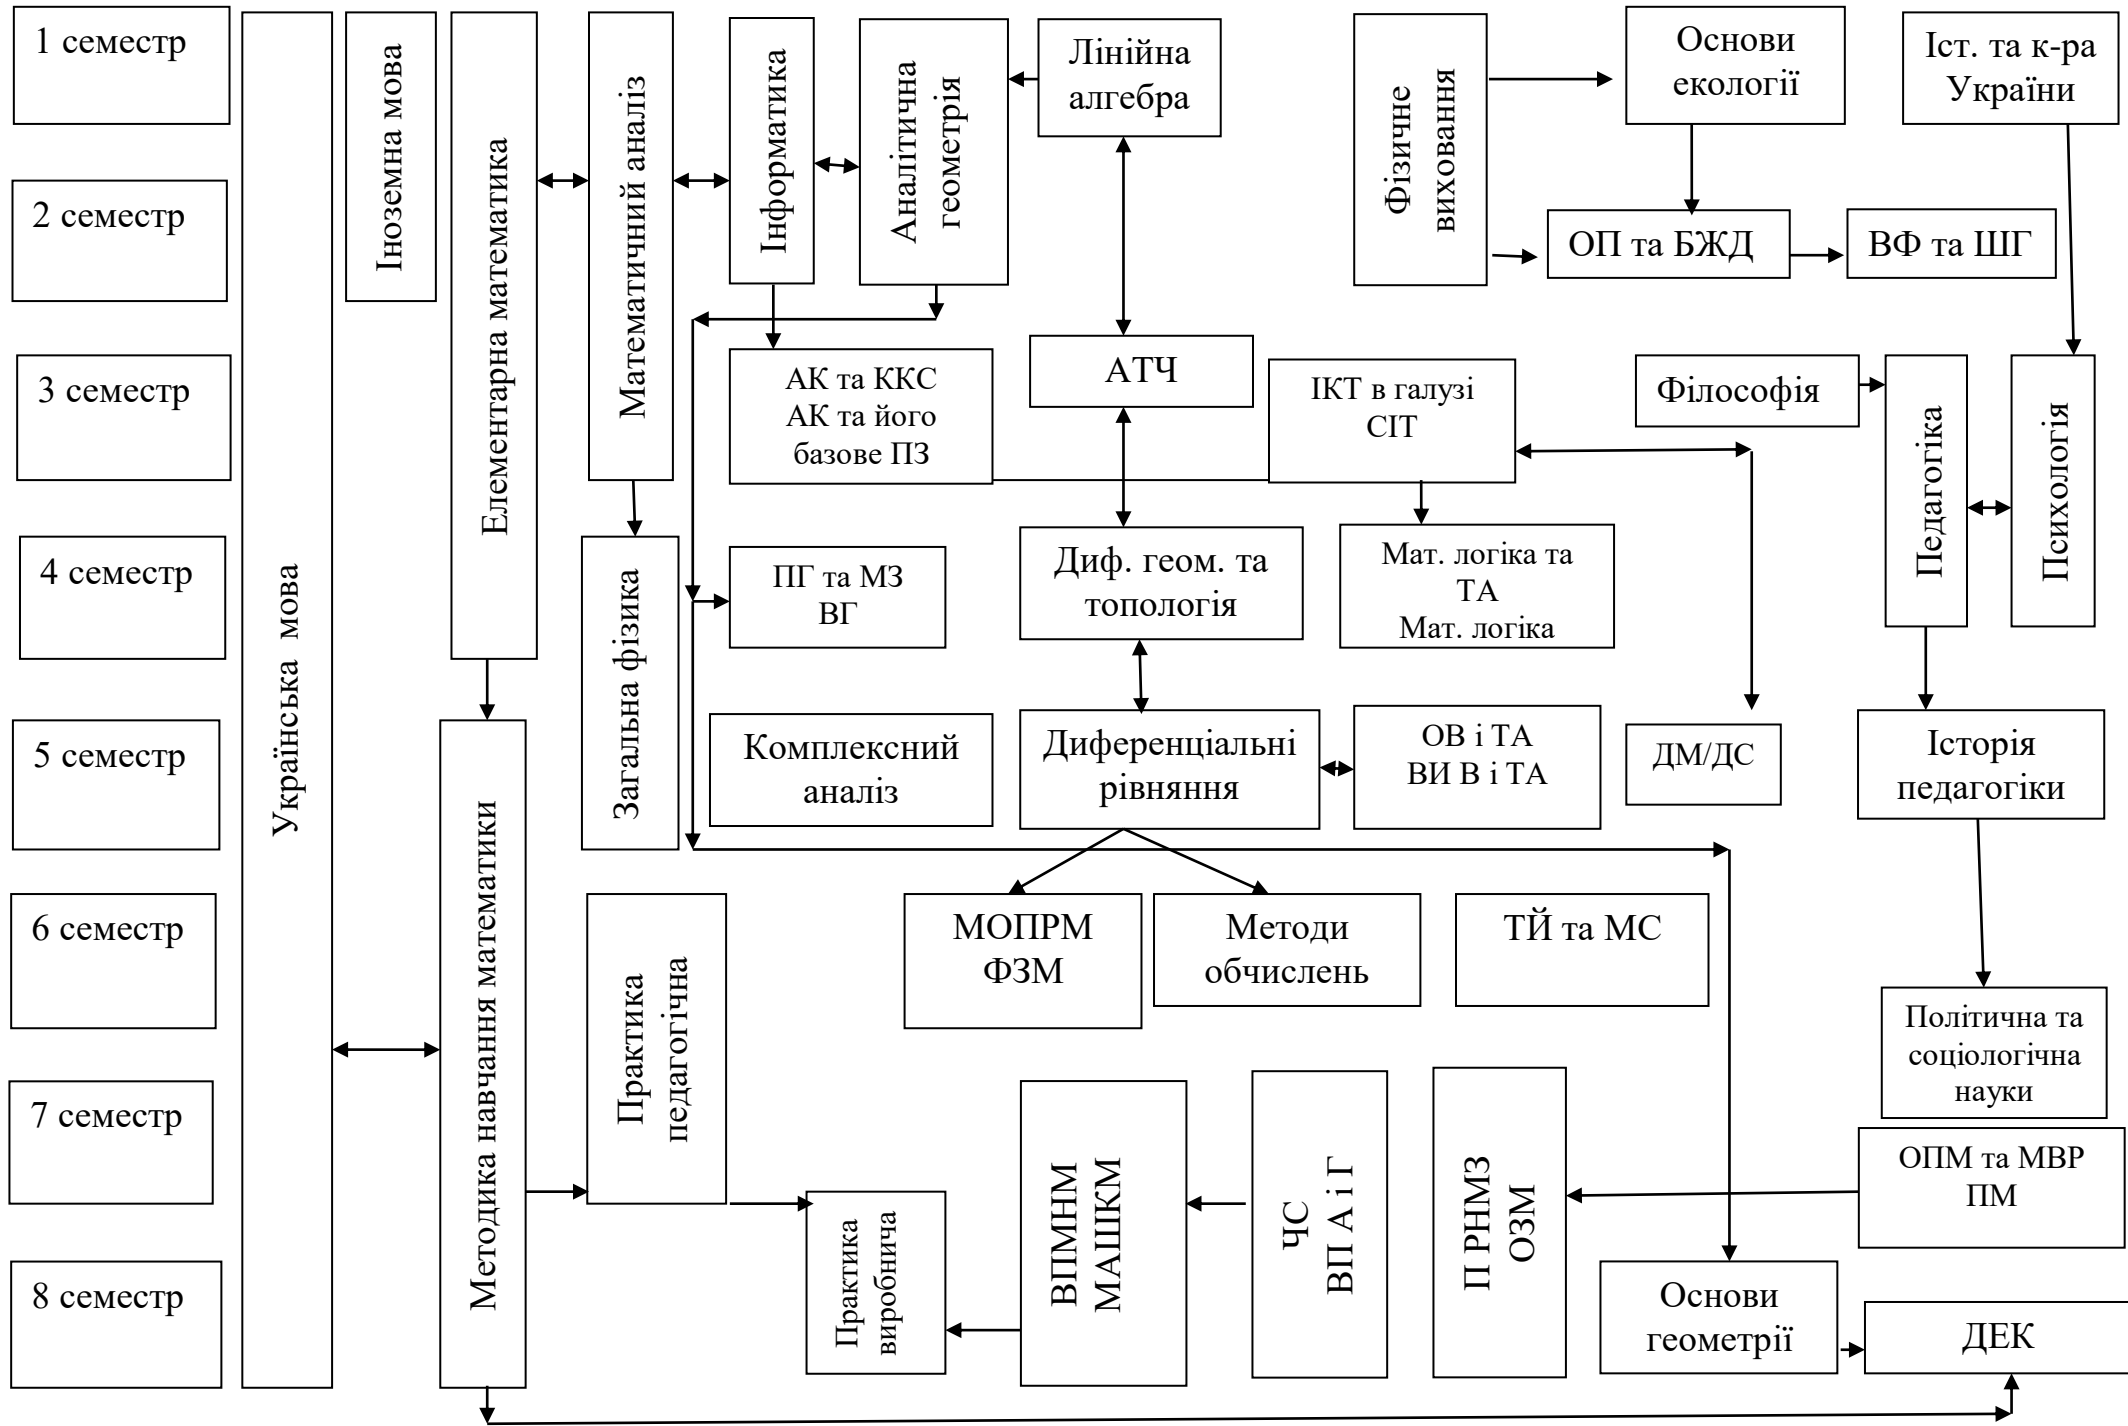 1 семестр
Українська мова
Іноземна мова
Елементарна математика
Математичний аналіз
Інформатика
Аналітична
геометрія
Лінійна
алгебра
Фізичне
виховання
Основи
екології
Іст. та к-ра
України
2 семестр
ОП та БЖД
ВФ та ШГ
3 семестр
АК та ККС
АК та його
базове ПЗ
АТЧ
ІКТ в галузі
СІТ
Філософія
Педагогіка
Психологія
4 семестр
Загальна фізика
ПГ та МЗ
ВГ
Диф. геом. та
топологія
Мат. логіка та
ТА
Мат. логіка
5 семестр
Методика навчання математики
Комплексний
аналіз
Диференціальні
рівняння
ОВ і ТА
ВИ В і ТА
ДМ/ДС
Історія
педагогіки
6 семестр
Практика
педагогічна
МОПРМ
ФЗМ
Методи
обчислень
ТЙ та МС
Політична та
соціологічна
науки
7 семестр
ВПМНМ
МАШКМ
ЧС
ВП А і Г
П РНМЗ
ОЗМ
ОПМ та МВР
ПМ
8 семестр
Практика
виробнича
Основи
геометрії
ДЕК